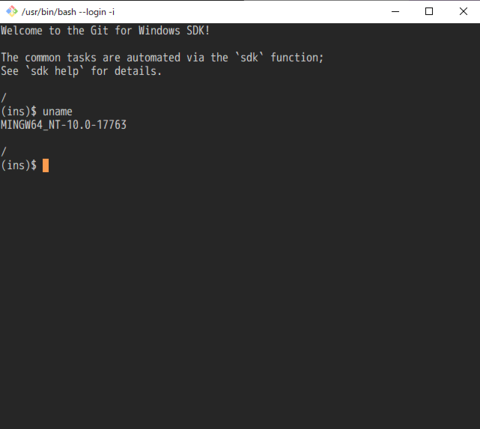 /usr/bin/bash --login -i
Welcome to the Git for Windows SDK!
The common tasks are automated via the `sdk` function;
See `sdk help` for details.
/
(ins)$ uname
MINGW64_NT-10.0-17763
/
(ins)$